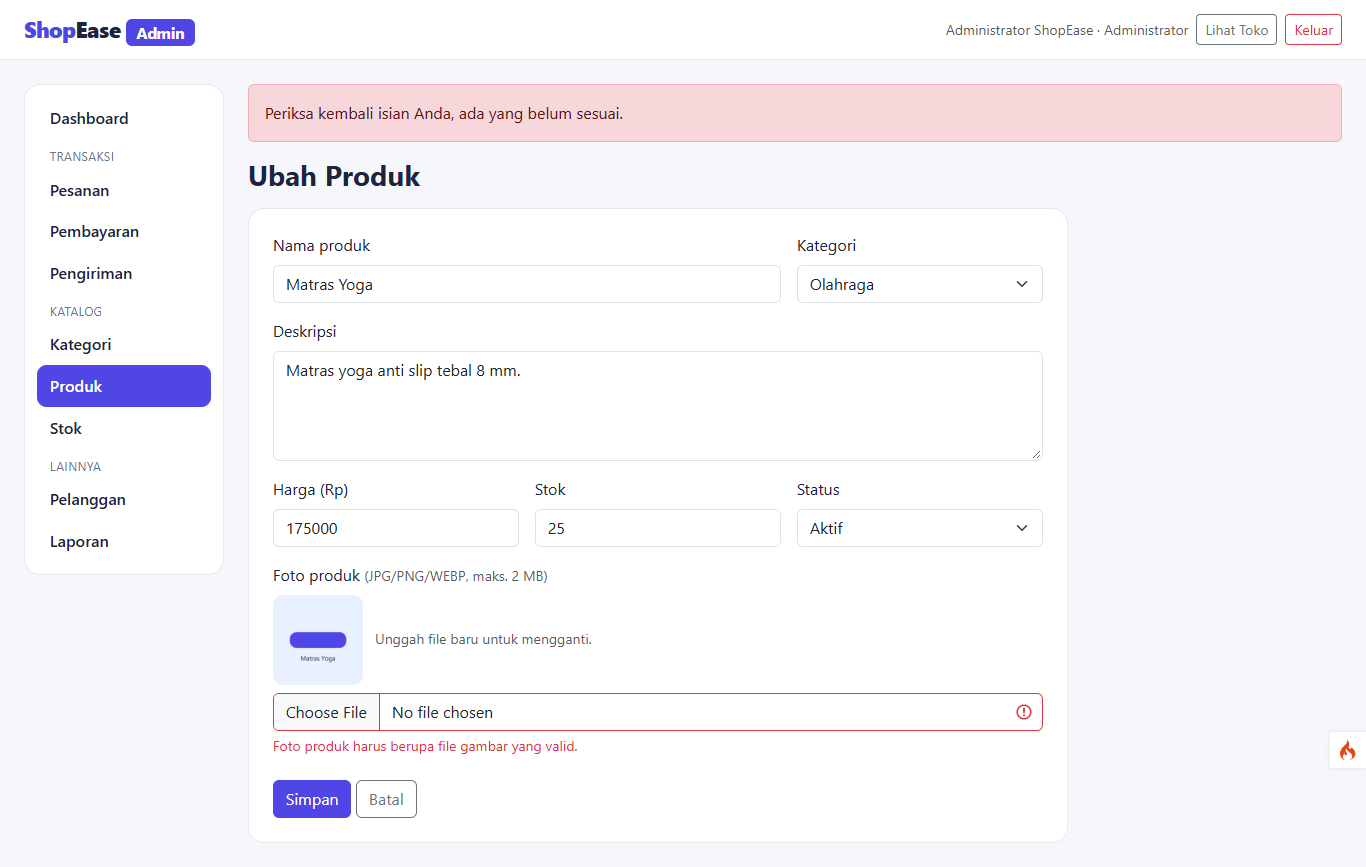 ShopEase Admin
Administrator ShopEase · Administrator
Lihat Toko
Keluar
Dashboard
TRANSAKSI
Pesanan
Pembayaran
Pengiriman
KATALOG
Kategori
Produk
Stok
LAINNYA
Pelanggan
Laporan
Periksa kembali isian Anda, ada yang belum sesuai.
Ubah Produk
Nama produk
Kategori
Matras Yoga
Olahraga
Deskripsi
Matras yoga anti slip tebal 8 mm.
Harga (Rp)
Stok
Status
175000
25
Aktif
Foto produk (JPG/PNG/WEBP, maks. 2 MB)
Matras Yoga
Unggah file baru untuk mengganti.
Choose File
No file chosen
Foto produk harus berupa file gambar yang valid.
Simpan
Batal